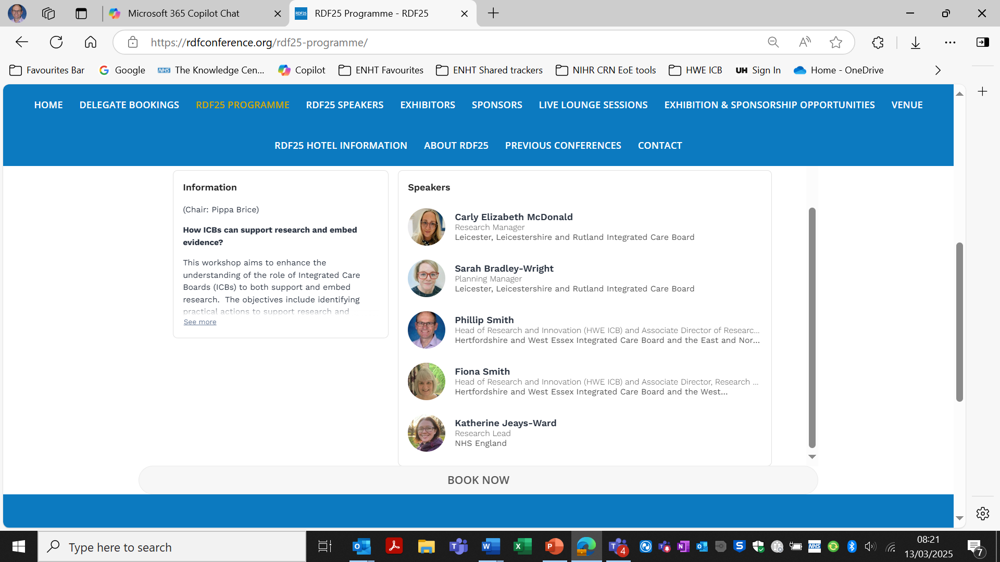 Microsoft 365 Copilot Chat
RDF25
RDF25 Programme - RDF25
https://rdfconference.org/rdf25-programme/
Favourites Bar
Google
NHS The Knowledge Cen...
Copilot
ENHT Favourites
ENHT Shared trackers
NIHR CRN EoE tools
HWE ICB
UH Sign In
Home - OneDrive
HOME DELEGATE BOOKINGS RDF25 PROGRAMME RDF25 SPEAKERS EXHIBITORS SPONSORS LIVE LOUNGE SESSIONS EXHIBITION & SPONSORSHIP OPPORTUNITIES VENUE
RDF25 HOTEL INFORMATION ABOUT RDF25 PREVIOUS CONFERENCES CONTACT
Information
(Chair: Pippa Brice)
How ICBs can support research and embed
evidence?
This workshop aims to enhance the
understanding of the role of Integrated Care
Boards (ICBs) to both support and embed
research. The objectives include identifying
practical actions to support research and
See more
Speakers
Carly Elizabeth McDonald
Research Manager
Leicester, Leicestershire and Rutland Integrated Care Board
Sarah Bradley-Wright
Planning Manager
Leicester, Leicestershire and Rutland Integrated Care Board
Phillip Smith
Head of Research and Innovation (HWE ICB) and Associate Director of Researc...
Hertfordshire and West Essex Integrated Care Board and the East and Nor...
Fiona Smith
Head of Research and Innovation (HWE ICB) and Associate Director, Research ...
Hertfordshire and West Essex Integrated Care Board and the West...
Katherine Jeays-Ward
Research Lead
NHS England
BOOK NOW
Type here to search
4
NHS
08:21
13/03/2025
7